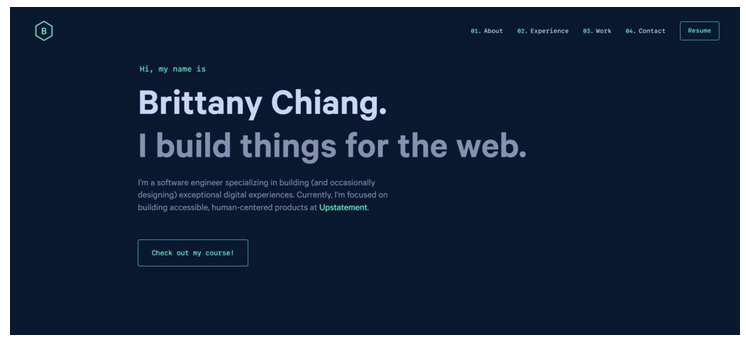 B
01. About 02. Experience 03. Work 04. Contact Resume
Hi, my name is
Brittany Chiang.
I build things for the web.
I'm a software engineer specializing in building (and occasionally
designing) exceptional digital experiences. Currently, I'm focused on
building accessible, human-centered products at Upstatement.
Check out my course!